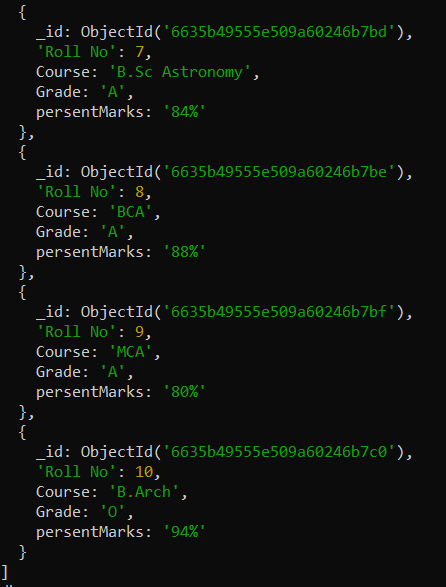 {
_id: ObjectId('6635b49555e509a60246b7bd'),
'Roll No': 7,
Course: 'B.Sc Astronomy',
Grade: 'A',
persentMarks: '84%'
},
{
_id: ObjectId('6635b49555e509a60246b7be'),
'Roll No': 8,
Course: 'BCA',
Grade: 'A',
persentMarks: '88%'
},
{
_id: ObjectId('6635b49555e509a60246b7bf'),
'Roll No': 9,
Course: 'MCA',
Grade: 'A',
persentMarks: '80%'
},
{
_id: ObjectId('6635b49555e509a60246b7c0'),
'Roll No': 10,
Course: 'B.Arch',
Grade: 'O',
persentMarks: '94%'
}
]